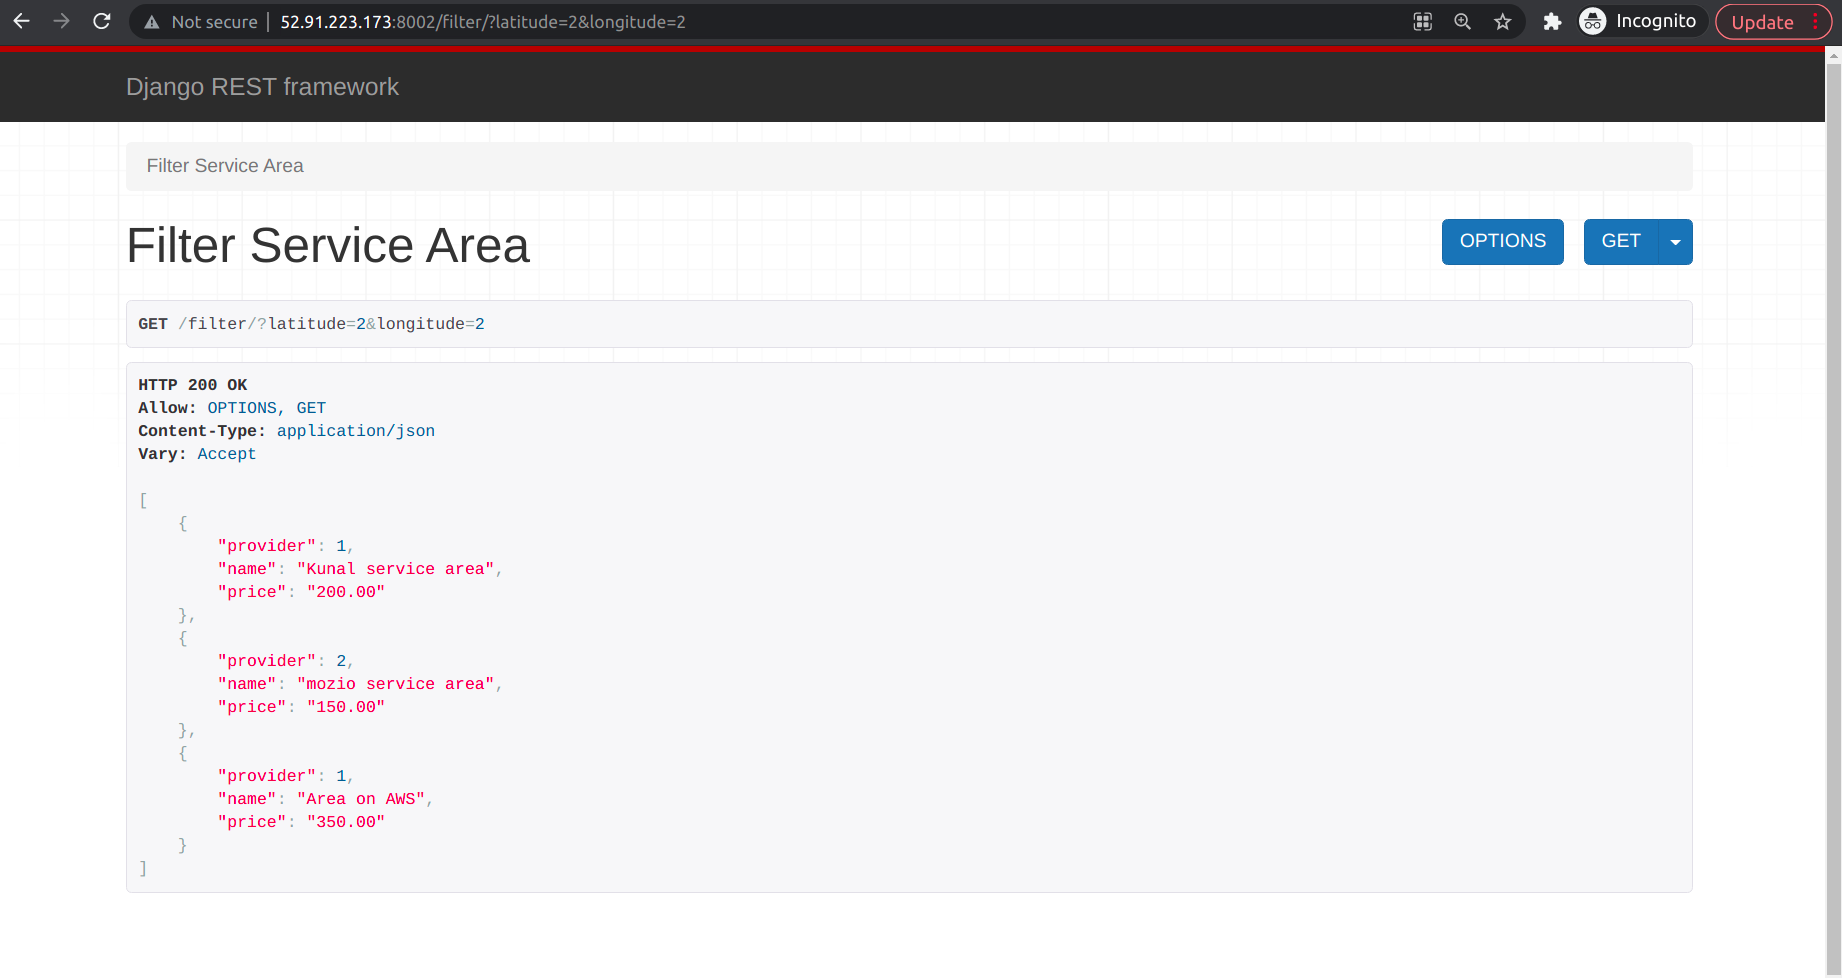 Not secure | 52.91.223.173:8002/filter/?latitude=2&longitude=2
Incognito
Update
Django REST framework
Filter Service Area
Filter Service Area
OPTIONS
GET
GET /filter/?latitude=2&longitude=2
HTTP 200 OK
Allow: OPTIONS, GET
Content-Type: application/json
Vary: Accept
[
    {
        "provider": 1,
        "name": "Kunal service area",
        "price": "200.00"
    },
    {
        "provider": 2,
        "name": "mozio service area",
        "price": "150.00"
    },
    {
        "provider": 1,
        "name": "Area on AWS",
        "price": "350.00"
    }
]